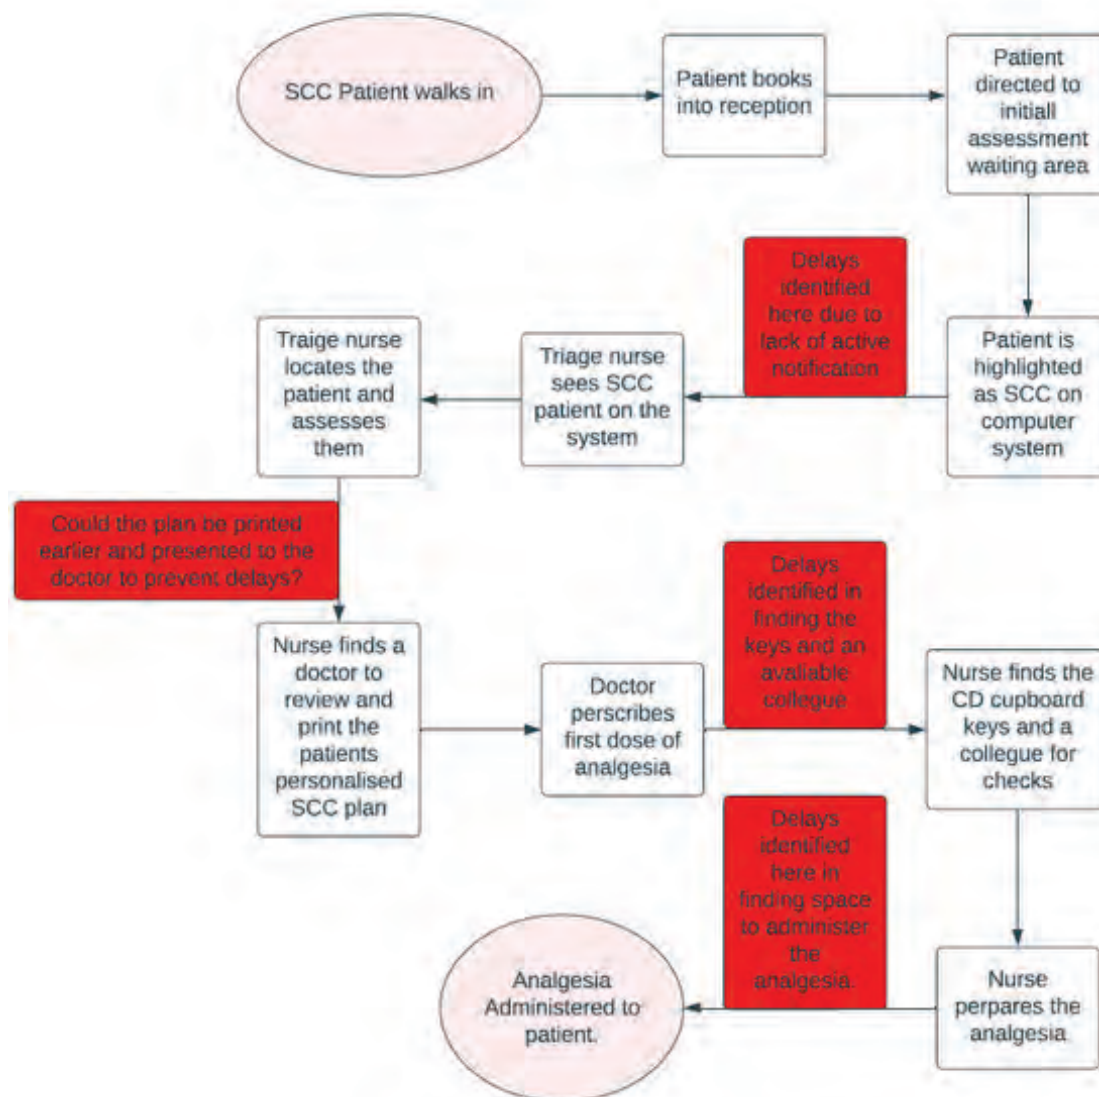 SCC Patient walks in
Patient books
into reception
Patient
directed to
initiall
assessment
waiting area
Patient is
highlighted
as SCC on
computer
system
Delays
identified
here due to
lack of active
notification
Triage nurse
sees SCC
patient on the
system
Traige nurse
locates the
patient and
assesses
them
Could the plan be printed
earlier and presented to the
doctor to prevent delays?
Nurse finds a
doctor to
review and
print the
patients
personalised
SCC plan
Doctor
perscribes
first dose of
analgesia
Delays
identified in
finding the
keys and an
avaliable
collegue
Nurse finds the
CD cupboard
keys and a
collegue for
checks
Nurse
perpares the
analgesia
Delays
identified
here in
finding space
to administer
the
analgesia.
Analgesia
Administered to
patient.